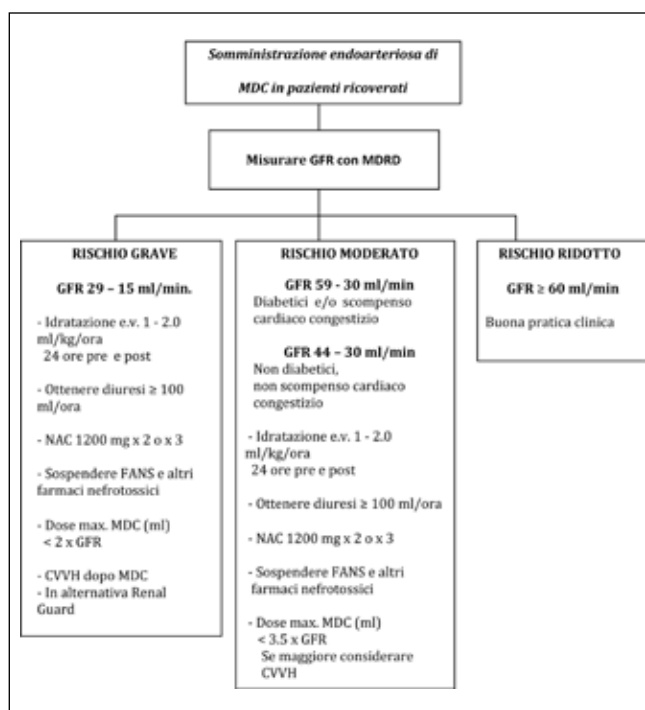 Somministrazione endoarteriosa di
MDC in pazienti ricoverati
Misurare GFR con MDRD
RISCHIO GRAVE
GFR 29 – 15 ml/min.
- Idratazione e.v. 1 - 2.0
ml/kg/ora
24 ore pre e post
- Ottenere diuresi ≥ 100
ml/ora
- NAC 1200 mg x 2 o x 3
- Sospendere FANS e altri
farmaci nefrotossici
- Dose max. MDC (ml)
< 2 x GFR
- CVVH dopo MDC
- In alternativa Renal
Guard
RISCHIO MODERATO
GFR 59 - 30 ml/min
Diabetici e/o scompenso
cardiaco congestizio
GFR 44 – 30 ml/min
Non diabetici,
non scompenso cardiaco
congestizio
- Idratazione e.v. 1 - 2.0
ml/kg/ora
24 ore pre e post
- Ottenere diuresi ≥ 100 ml/ora
- NAC 1200 mg x 2 o x 3
- Sospendere FANS e altri
farmaci nefrotossici
- Dose max. MDC (ml)
< 3.5 x GFR
Se maggiore considerare
CVVH
RISCHIO RIDOTTO
GFR ≥ 60 ml/min
Buona pratica clinica